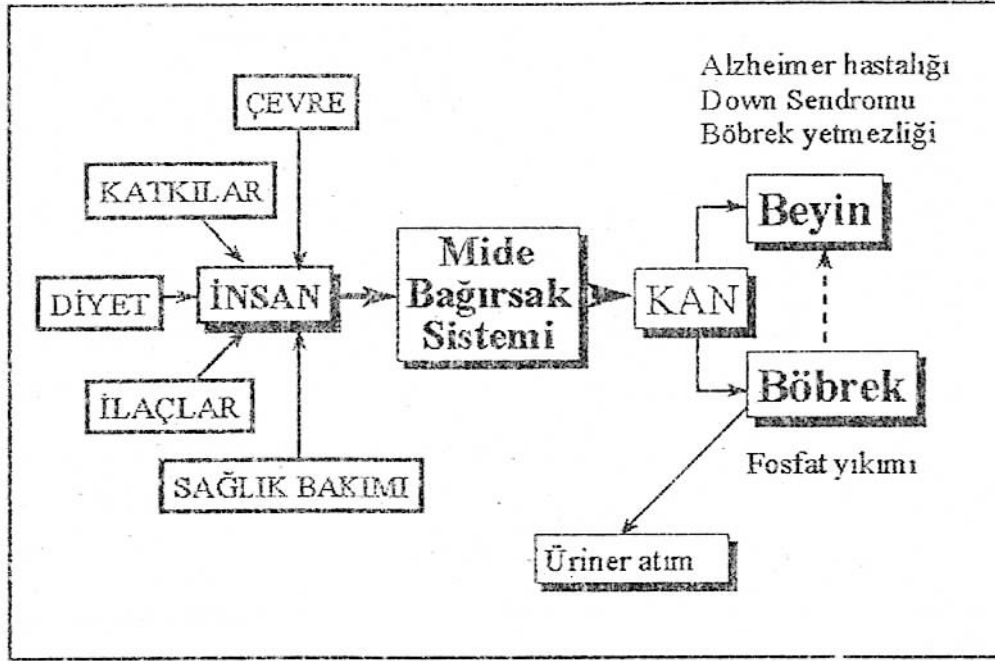 ÇEVRE
KATKILAR
DİYET
İNSAN
İLAÇLAR
SAĞLIK BAKIMI
Mide
Bağırsak
Sistemi
KAN
Alzheimer hastalığı
Down Sendromu
Böbrek yetmezliği
Beyin
Böbrek
Fosfat yıkımı
Üriner atım